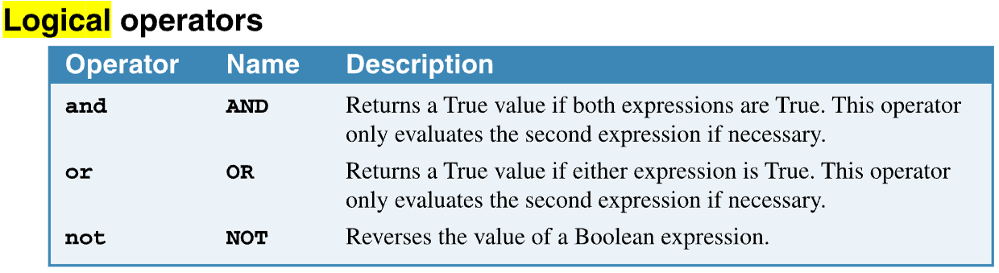 Logical operators
Operator Name Description
and AND Returns a True value if both expressions are True. This operator
only evaluates the second expression if necessary.
or OR Returns a True value if either expression is True. This operator
only evaluates the second expression if necessary.
not NOT Reverses the value of a Boolean expression.